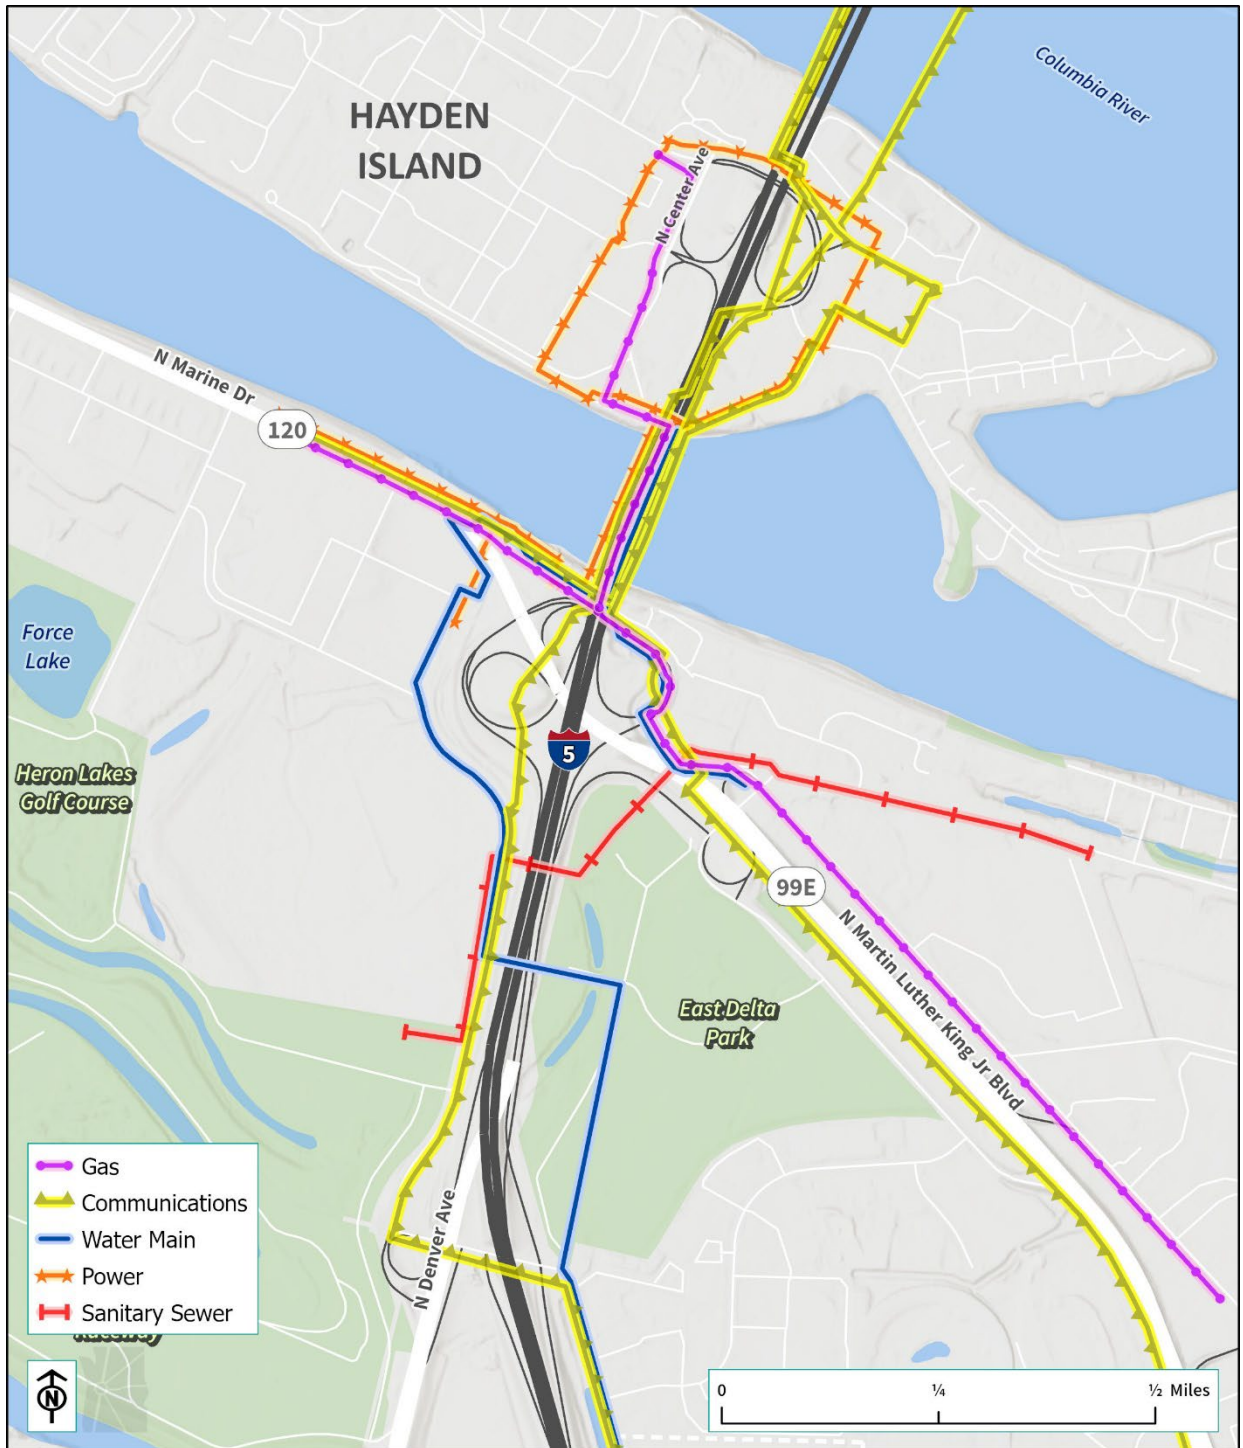 Columbia River
HAYDEN
ISLAND
N Center Ave
N Marine Dr
120
Force
Lake
5
Heron Lakes
Golf Course
99E
N Martin Luther King Jr Blvd
East Delta
Park
N Denver Ave
Gas
Communications
Water Main
Power
Sanitary Sewer
Raceway
N
0 ¼ ½ Miles